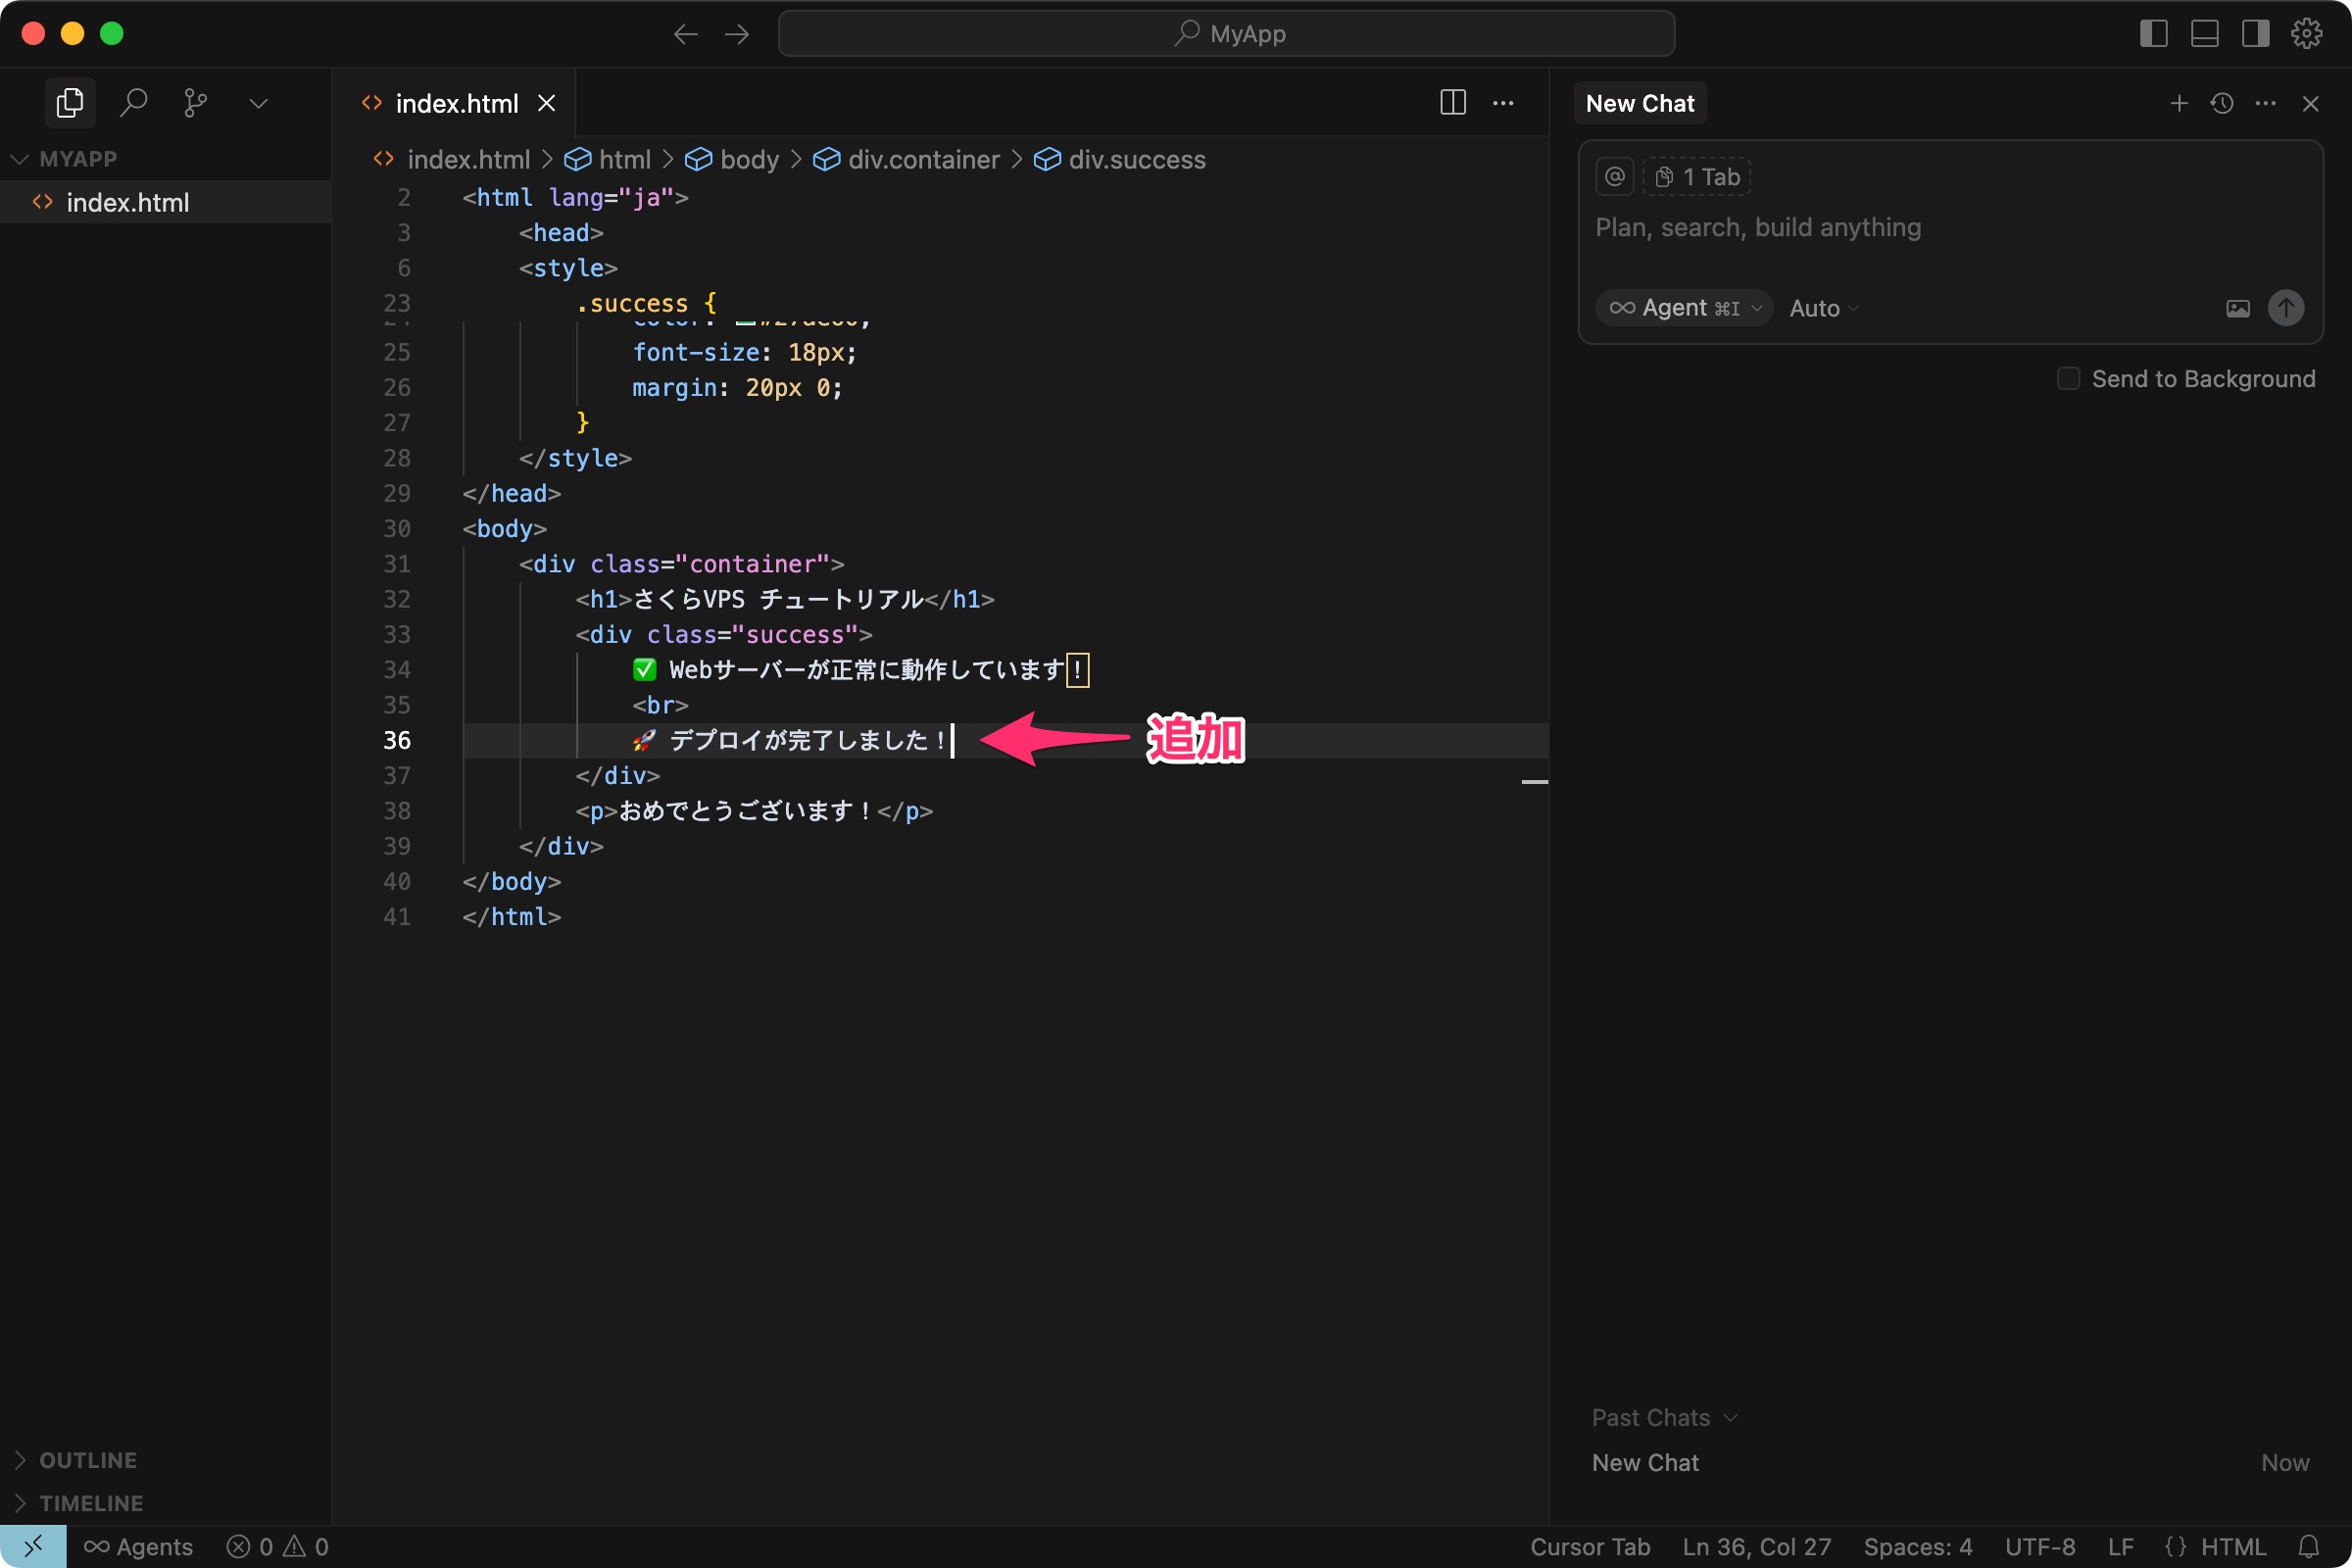 MyApp
index.html
New Chat
MYAPP
index.html
index.html > html > body > div.container > div.success
2 <html lang="ja">
3 <head>
6 <style>
23 .success {
25 font-size: 18px;
26 margin: 20px 0;
27 }
28 </style>
29 </head>
30 <body>
31 <div class="container">
32 <h1>さくらVPS チュートリアル</h1>
33 <div class="success">
34 ✅ Webサーバーが正常に動作しています！
35 <br>
36 🚀 デプロイが完了しました！
追加
37 </div>
38 <p>おめでとうございます！</p>
39 </div>
40 </body>
41 </html>
@ 1 Tab
Plan, search, build anything
Agent ⌘I Auto
Send to Background
Past Chats
New Chat Now
OUTLINE
TIMELINE
Agents 0 0
Cursor Tab Ln 36, Col 27 Spaces: 4 UTF-8 LF {} HTML